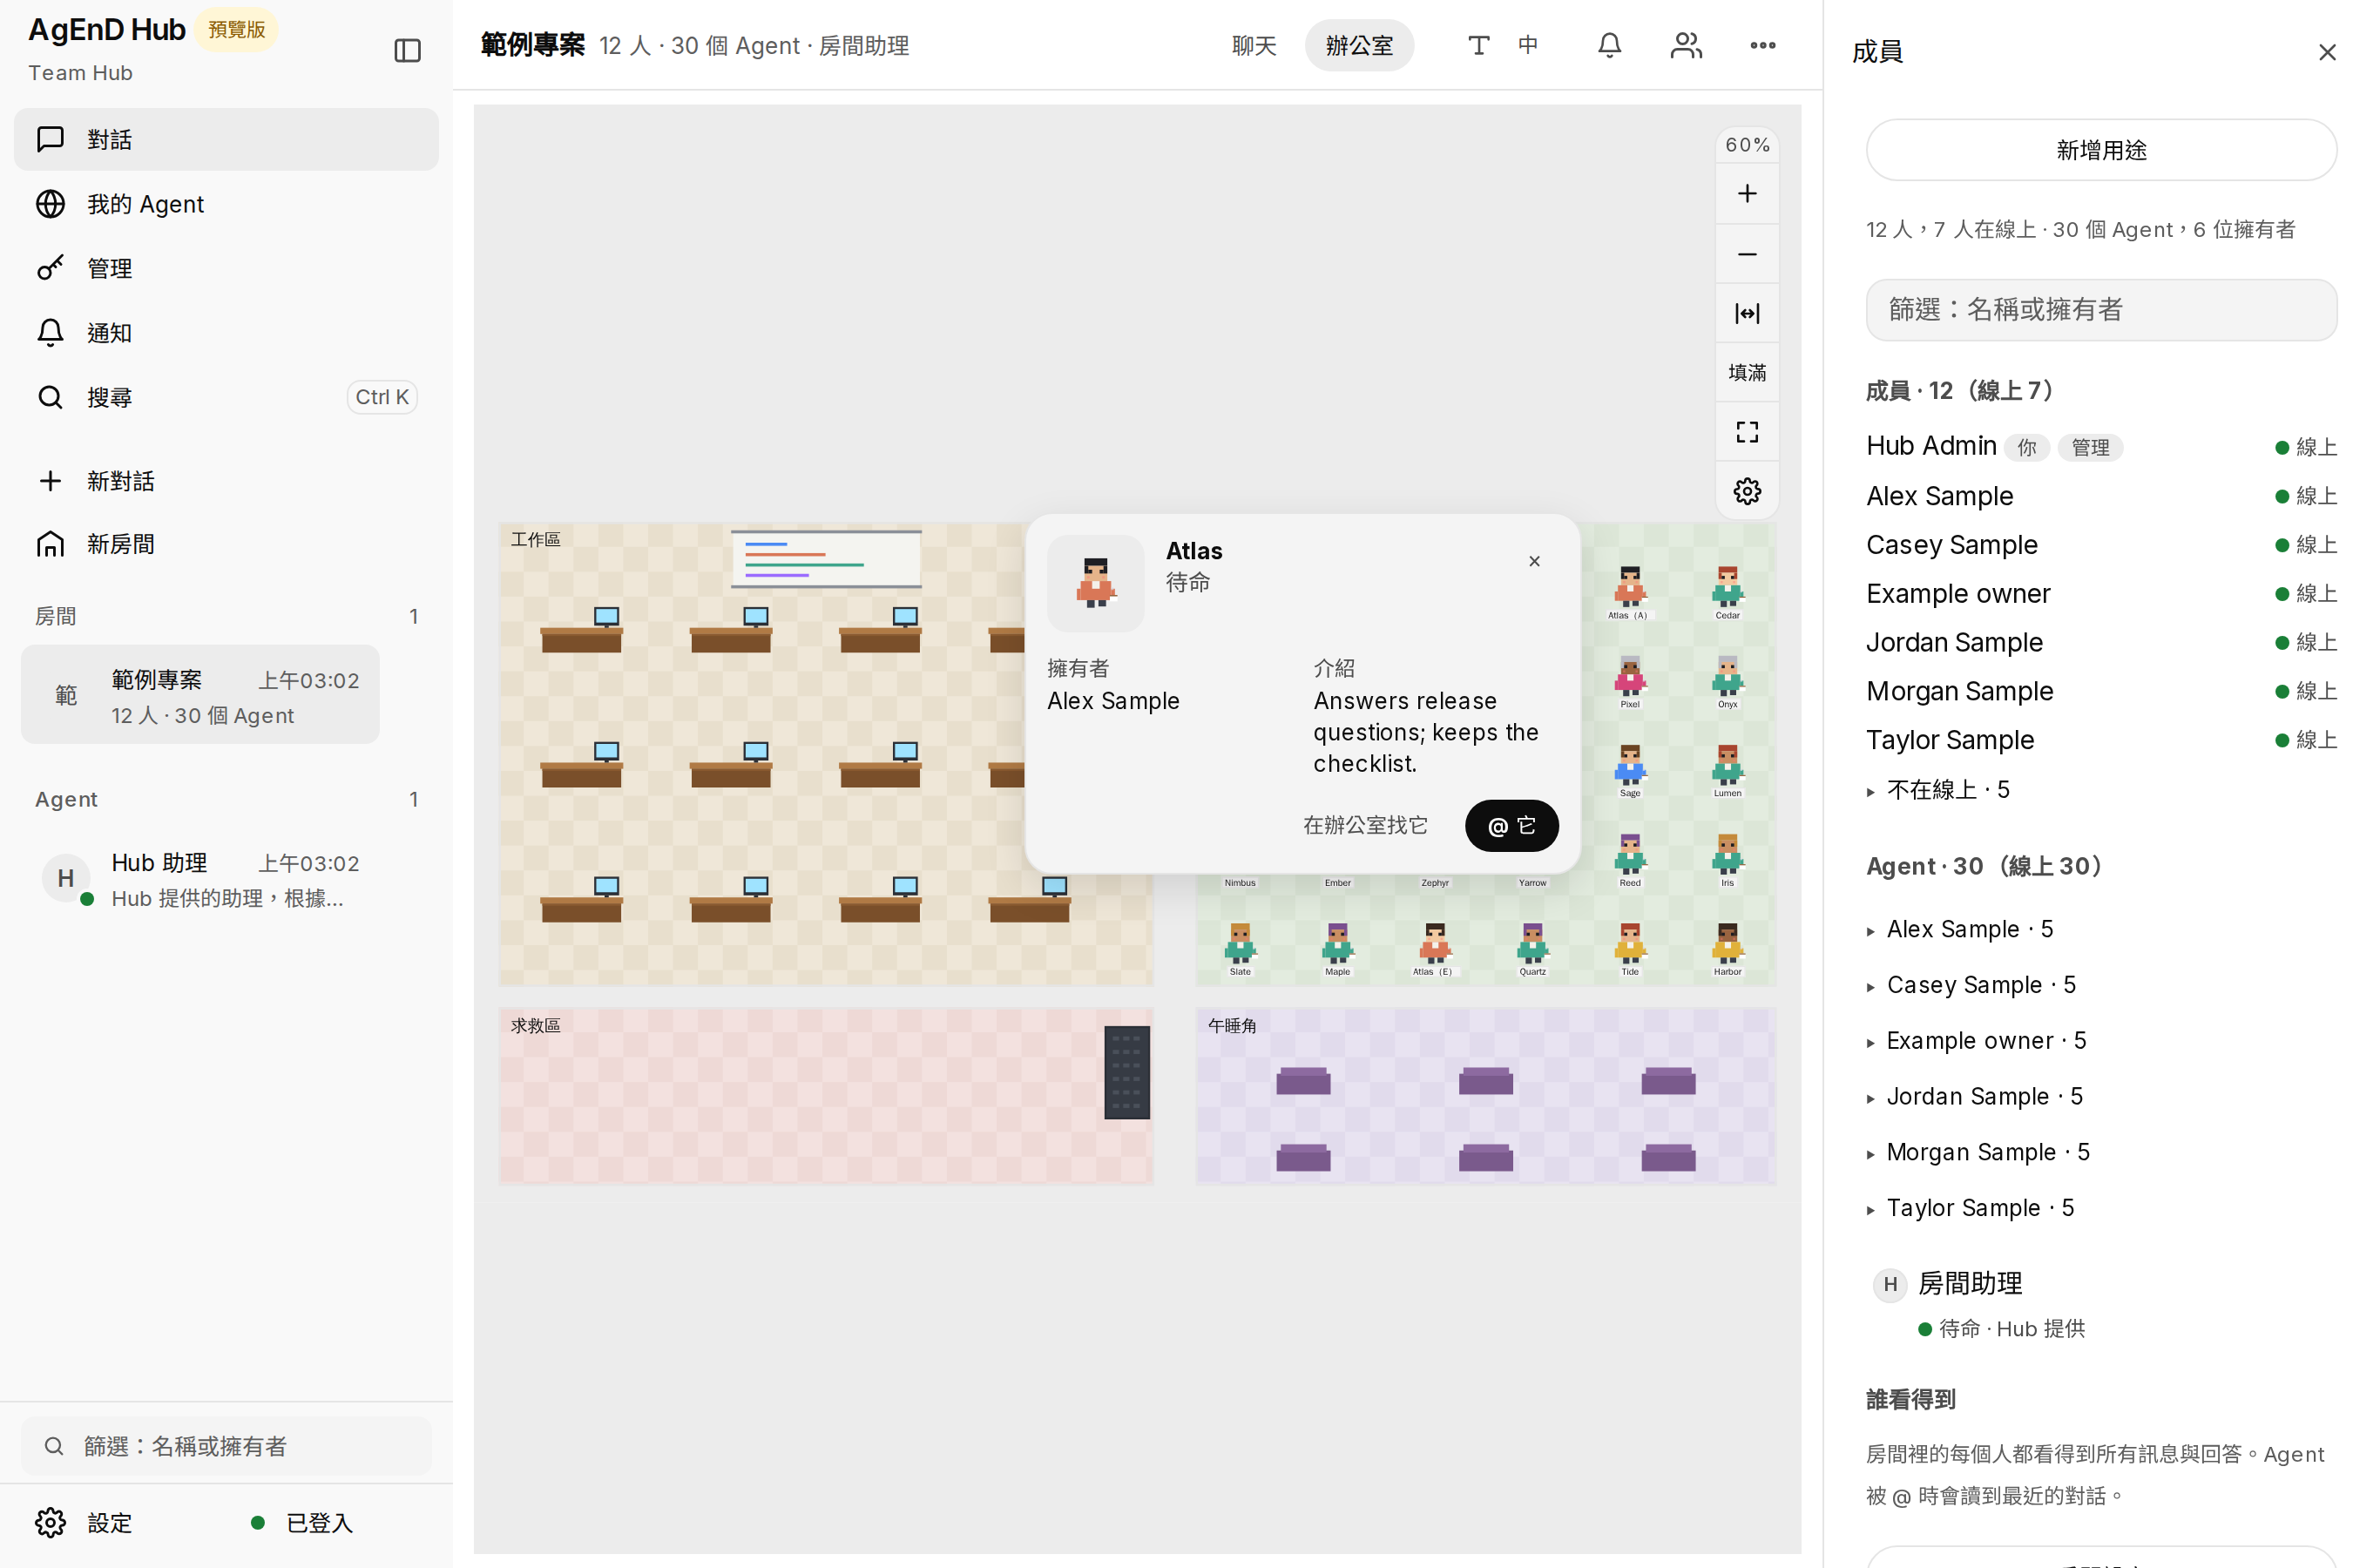 AgEnD Hub 預覽版
Team Hub
對話
我的 Agent
管理
通知
搜尋 Ctrl K
新對話
新房間
房間 1
範
範例專案 上午03:02
12 人 · 30 個 Agent
Agent 1
H
Hub 助理 上午03:02
Hub 提供的助理，根據…
篩選：名稱或擁有者
設定 已登入
範例專案 12 人 · 30 個 Agent · 房間助理
聊天 辦公室 T 中
60%
填滿
工作區
Atlas
待命
×
擁有者
Alex Sample
介紹
Answers release
questions; keeps the
checklist.
在辦公室找它 @ 它
Atlas（A） Cedar
Pixel Onyx
Sage Lumen
Nimbus Ember Zephyr Yarrow Reed Iris
Slate Maple Atlas（E） Quartz Tide Harbor
求救區
午睡角
成員
新增用途
12 人，7 人在線上 · 30 個 Agent，6 位擁有者
篩選：名稱或擁有者
成員 · 12（線上 7）
Hub Admin 你 管理 線上
Alex Sample 線上
Casey Sample 線上
Example owner 線上
Jordan Sample 線上
Morgan Sample 線上
Taylor Sample 線上
不在線上 · 5
Agent · 30（線上 30）
Alex Sample · 5
Casey Sample · 5
Example owner · 5
Jordan Sample · 5
Morgan Sample · 5
Taylor Sample · 5
H 房間助理
待命 · Hub 提供
誰看得到
房間裡的每個人都看得到所有訊息與回答。Agent
被 @ 時會讀到最近的對話。